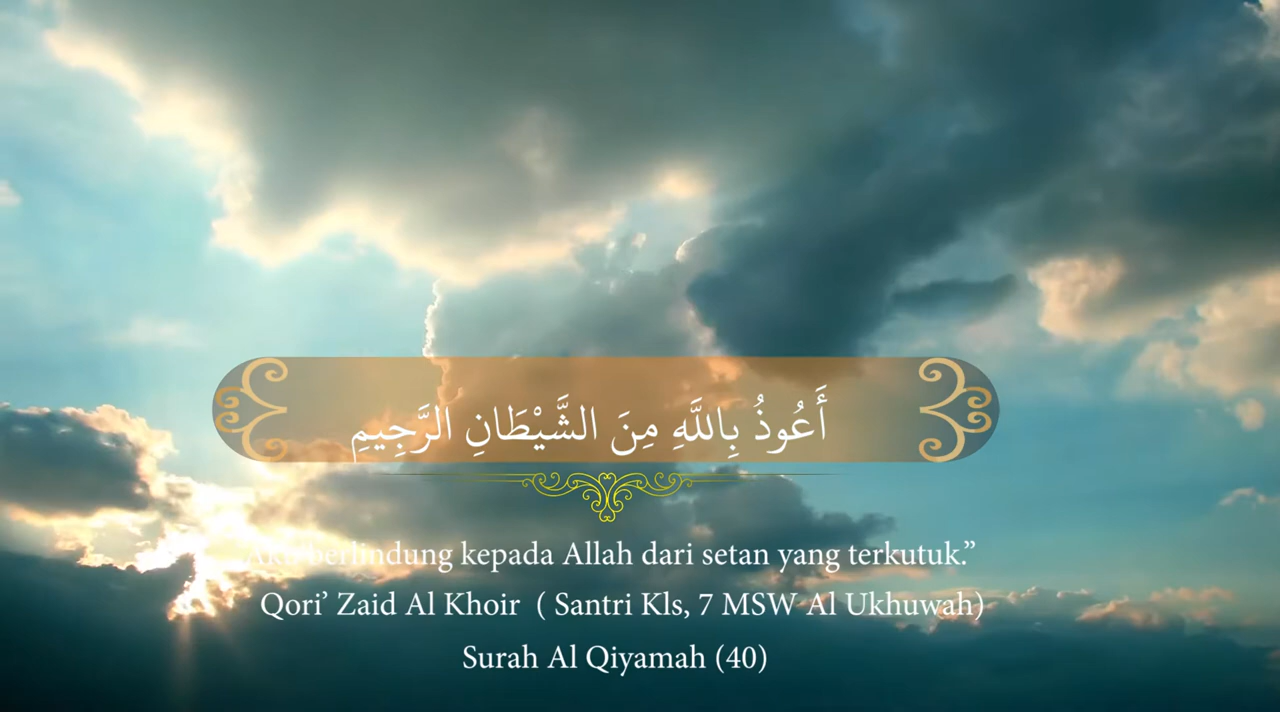 أَعُوذُ بِاللَّهِ مِنَ الشَّيْطَانِ الرَّجِيمِ
Aku berlindung kepada Allah dari setan yang terkutuk.”
Qori’ Zaid Al Khoir ( Santri Kls, 7 MSW Al Ukhuwah)
Surah Al Qiyamah (40)